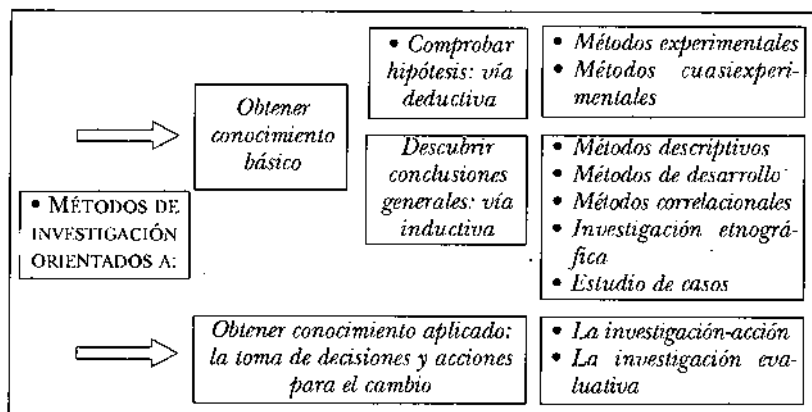 • MÉTODOS DE
INVESTIGACIÓN
ORIENTADOS A:
Obtener
conocimiento
básico
• Comprobar
hipótesis: vía
deductiva
• Métodos experimentales
• Métodos cuasiexperi-
mentales
Descubrir
conclusiones
generales: vía
inductiva
• Métodos descriptivos
• Métodos de desarrollo
• Métodos correlacionales
• Investigación etnográ-
fica
• Estudio de casos
Obtener conocimiento aplicado:
la toma de decisiones y acciones
para el cambio
• La investigación-acción
• La investigación eva-
luativa